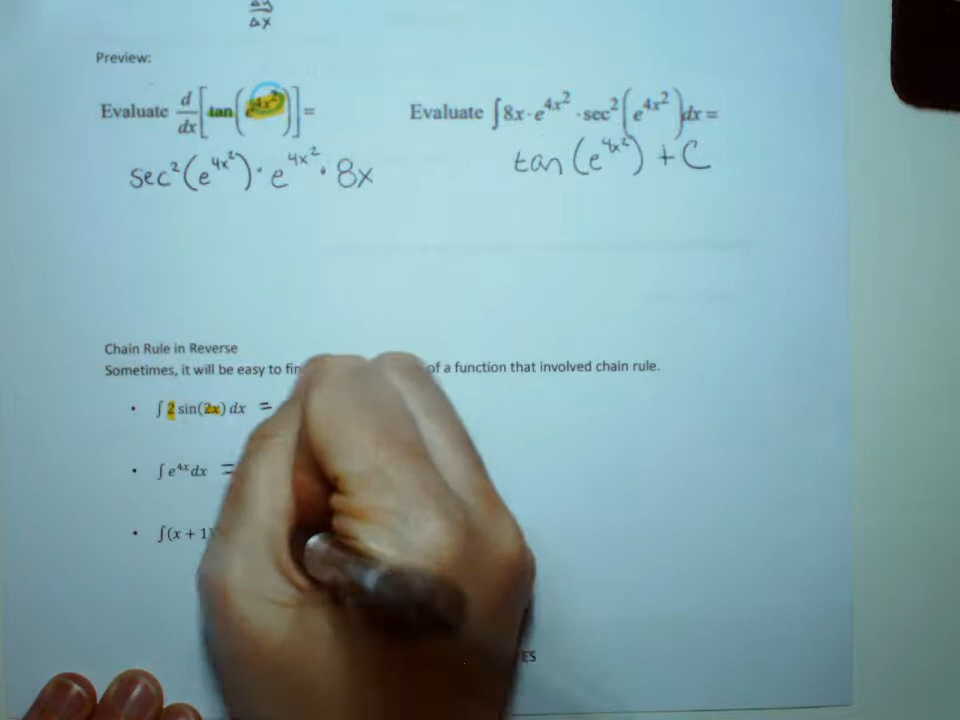 Δy
Δx
Preview:
Evaluate d/dx[tan(e^{4x²})]=
sec²(e^{4x²}) · e^{4x²} · 8x
Evaluate ∫8x·e^{4x²}·sec²(e^{4x²})dx =
tan(e^{4x²}) + C
Chain Rule in Reverse
Sometimes, it will be easy to of a function that involved chain rule.
• ∫ 2 sin(2x) dx =
• ∫ e^{4x} dx =
• ∫(x + 1)